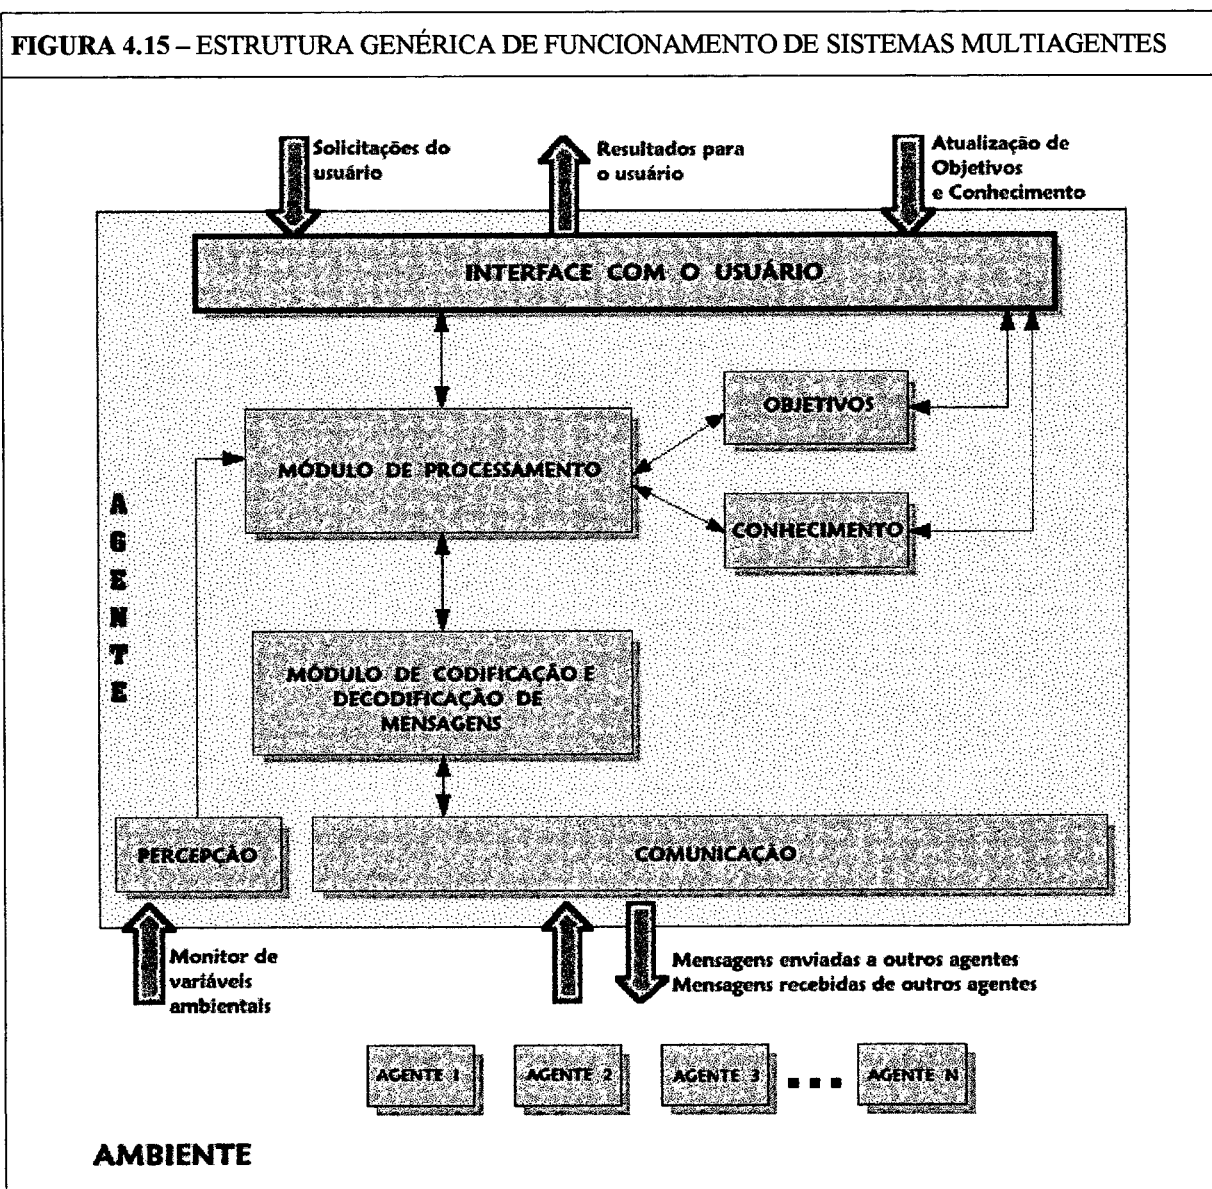 FIGURA 4.15 – ESTRUTURA GENÉRICA DE FUNCIONAMENTO DE SISTEMAS MULTIAGENTES
Solicitações do
usuário
Resultados para
o usuário
Atualização de
Objetivos
e Conhecimento
INTERFACE COM O USUÁRIO
OBJETIVOS
MÓDULO DE PROCESSAMENTO
CONHECIMENTO
AGENTE
MÓDULO DE CODIFICAÇÃO E
DECODIFICAÇÃO DE
MENSAGENS
PERCEPÇÃO
COMUNICAÇÃO
Monitor de
variáveis
ambientais
Mensagens enviadas a outros agentes
Mensagens recebidas de outros agentes
AGENTE 1
AGENTE 2
AGENTE 3
...
AGENTE N
AMBIENTE